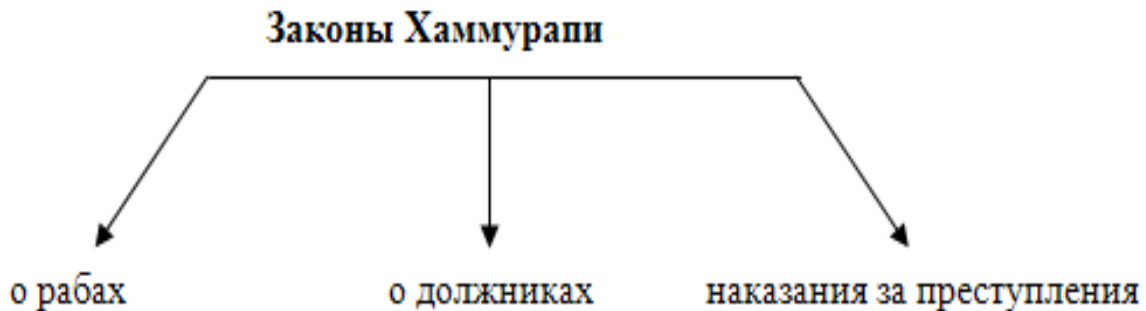 Законы Хаммурапи
о рабах о должниках наказания за преступления